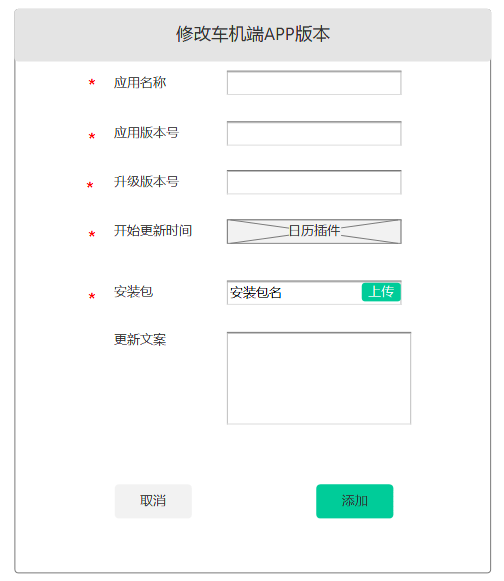 修改车机端APP版本
* 应用名称
* 应用版本号
* 升级版本号
* 开始更新时间 日历插件
* 安装包 安装包名 上传
更新文案
取消 添加